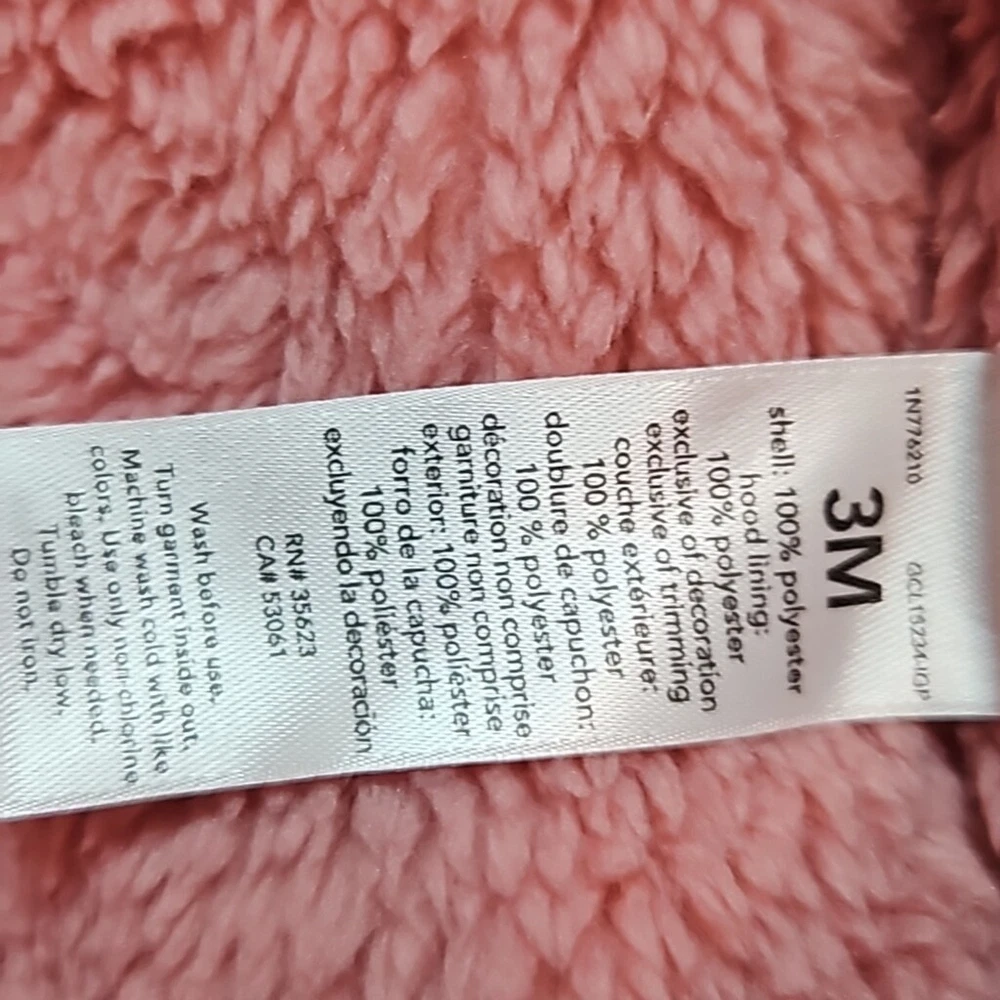 1N776210
3M
shell: 100% polyester
hood lining:
100% polyester
exclusive of decoration
exclusive of trimming
couche extérieure:
100 % polyester
doublure de capuchon:
100 % polyester
décoration non comprise
garniture non comprise
exterior: 100% poliéster
forro de la capucha:
100% poliéster
excluyendo la decoración
RN# 35623
CA# 53061
Wash before use.
Turn garment inside out.
Machine wash cold with like
colors. Use only non-chlorine
bleach when needed.
Tumble dry low.
Do not iron.